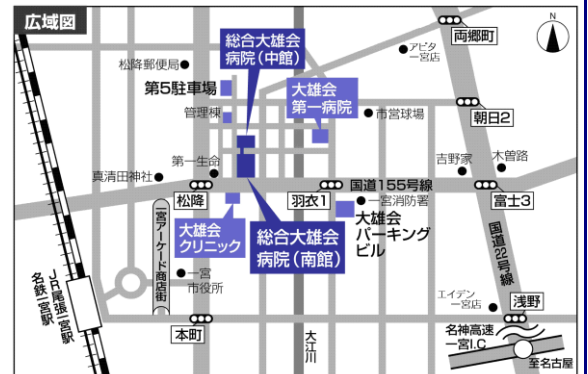 広域図
N
両郷町
総合大雄会
病院(中館)
アピタ
一宮店
松降郵便局
第5駐車場
大雄会
第一病院
管理棟
市営球場
朝日2
第一生命
吉野家
木曽路
真清田神社
国道155号線
松降
羽衣1
富士3
一宮消防署
大雄会
クリニック
総合大雄会
病院(南館)
大雄会
パーキング
ビル
一宮アーケード商店街
国道22号線
一宮
市役所
JR尾張一宮駅
名鉄一宮駅
エイデン
一宮店
浅野
本町
大江川
名神高速
一宮I.C
至名古屋